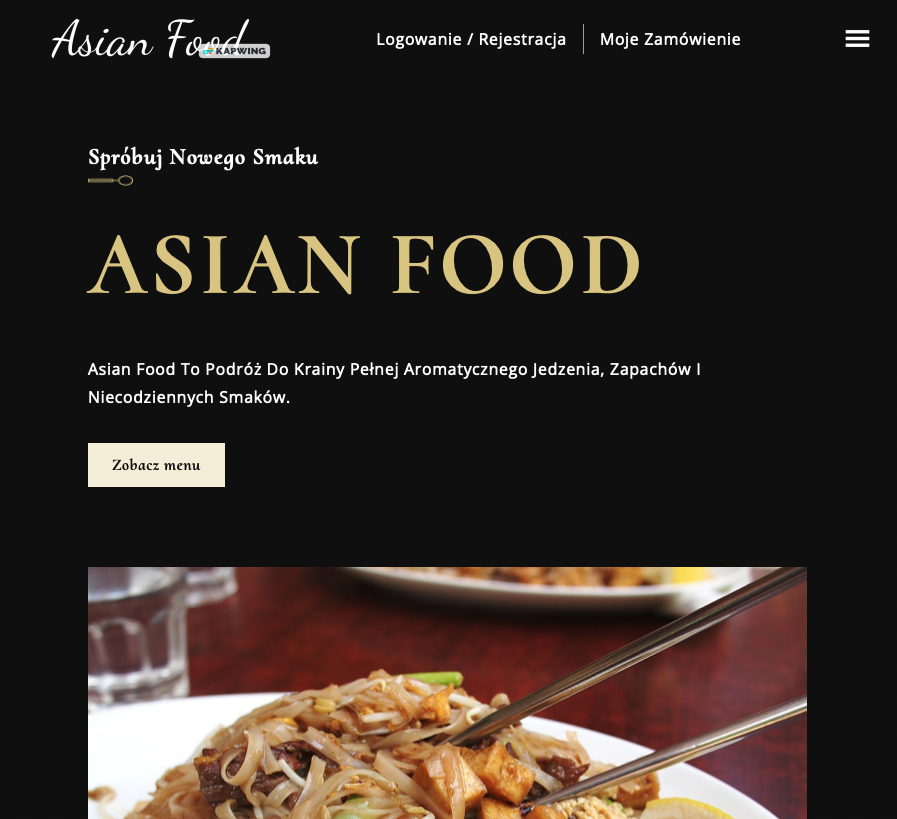 Asian Food
KAPWING
Logowanie / Rejestracja
Moje Zamówienie
Spróbuj Nowego Smaku
ASIAN FOOD
Asian Food To Podróż Do Krainy Pełnej Aromatycznego Jedzenia, Zapachów I
Niecodziennych Smaków.
Zobacz menu